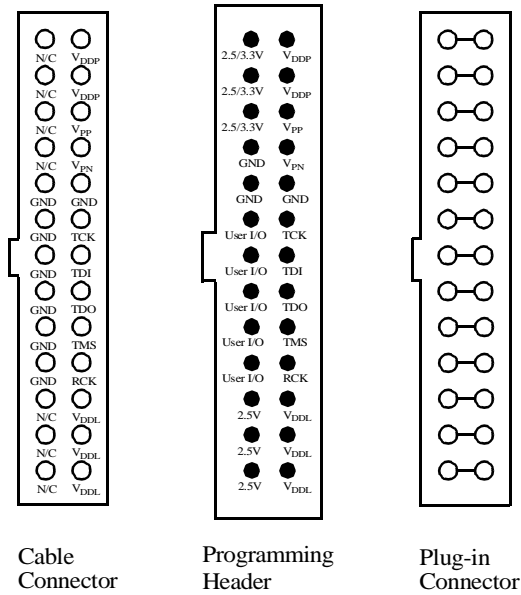 N/C V_DDP
N/C V_DDP
N/C V_PP
N/C V_PN
GND GND
GND TCK
GND TDI
GND TDO
GND TMS
GND RCK
N/C V_DDL
N/C V_DDL
N/C V_DDL
Cable
Connector
2.5/3.3V V_DDP
2.5/3.3V V_DDP
2.5/3.3V V_PP
GND V_PN
GND GND
User I/O TCK
User I/O TDI
User I/O TDO
User I/O TMS
User I/O RCK
2.5V V_DDL
2.5V V_DDL
2.5V V_DDL
Programming
Header
Plug-in
Connector